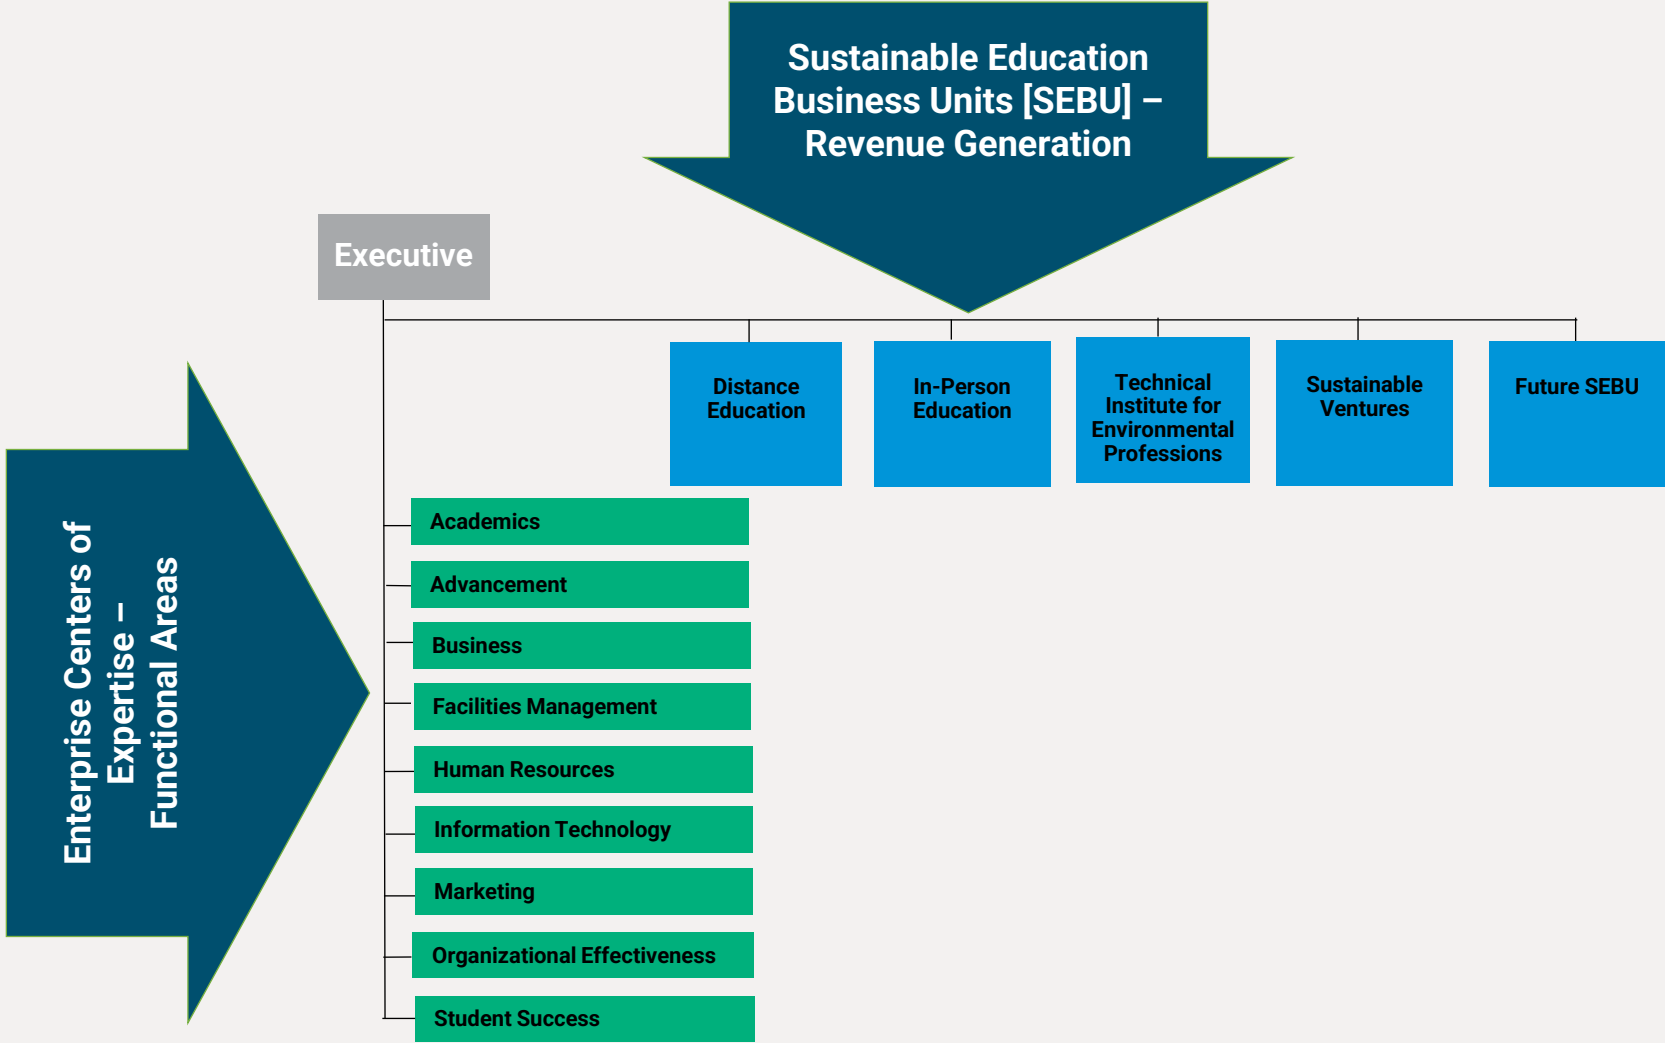 Sustainable Education
Business Units [SEBU] –
Revenue Generation
Executive
Distance
Education
In-Person
Education
Technical
Institute for
Environmental
Professions
Sustainable
Ventures
Future SEBU
Enterprise Centers of
Expertise –
Functional Areas
Academics
Advancement
Business
Facilities Management
Human Resources
Information Technology
Marketing
Organizational Effectiveness
Student Success